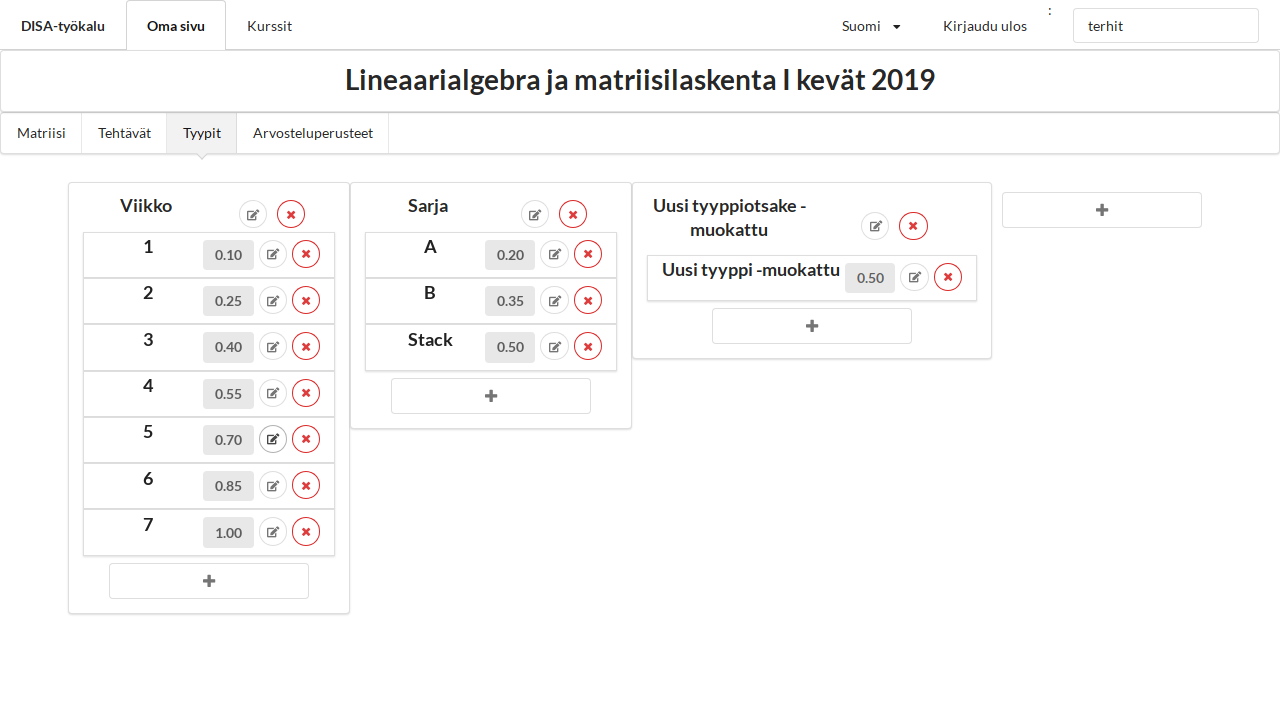 DISA-työkalu Oma sivu Kurssit Suomi Kirjaudu ulos : terhit
Lineaarialgebra ja matriisilaskenta I kevät 2019
Matriisi Tehtävät Tyypit Arvosteluperusteet
Viikko
1 0.10
2 0.25
3 0.40
4 0.55
5 0.70
6 0.85
7 1.00
Sarja
A 0.20
B 0.35
Stack 0.50
Uusi tyyppiotsake -
muokattu
Uusi tyyppi -muokattu 0.50